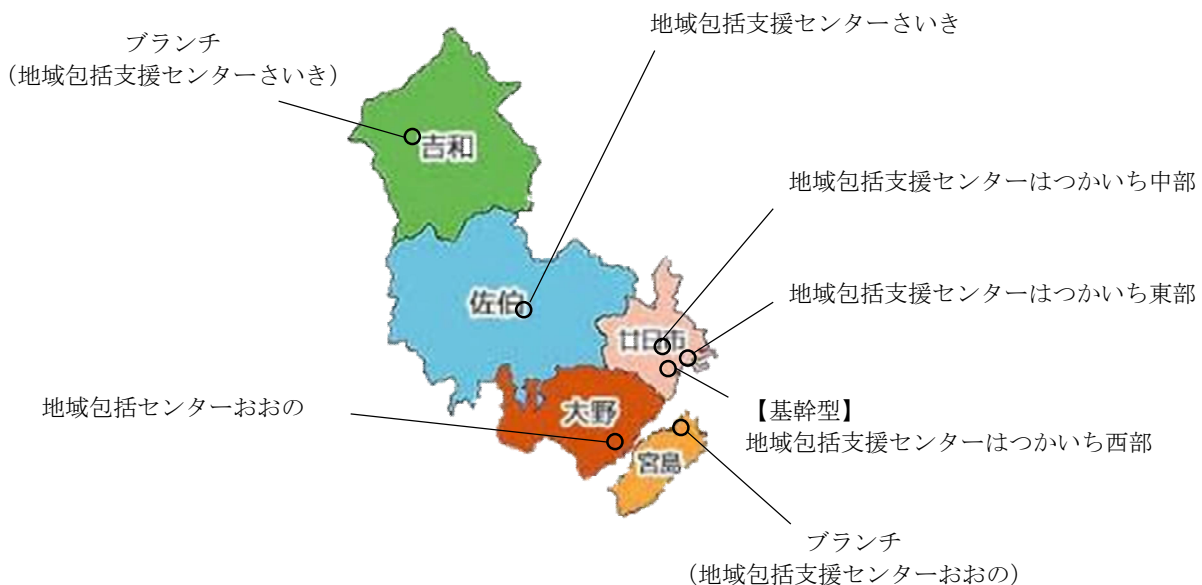 地域包括支援センターさいき
ブランチ
（地域包括支援センターさいき）
吉和
地域包括支援センターはつかいち中部
佐伯
地域包括支援センターはつかいち東部
廿日市
地域包括センターおおの
大野
【基幹型】
地域包括支援センターはつかいち西部
宮島
ブランチ
（地域包括支援センターおおの）